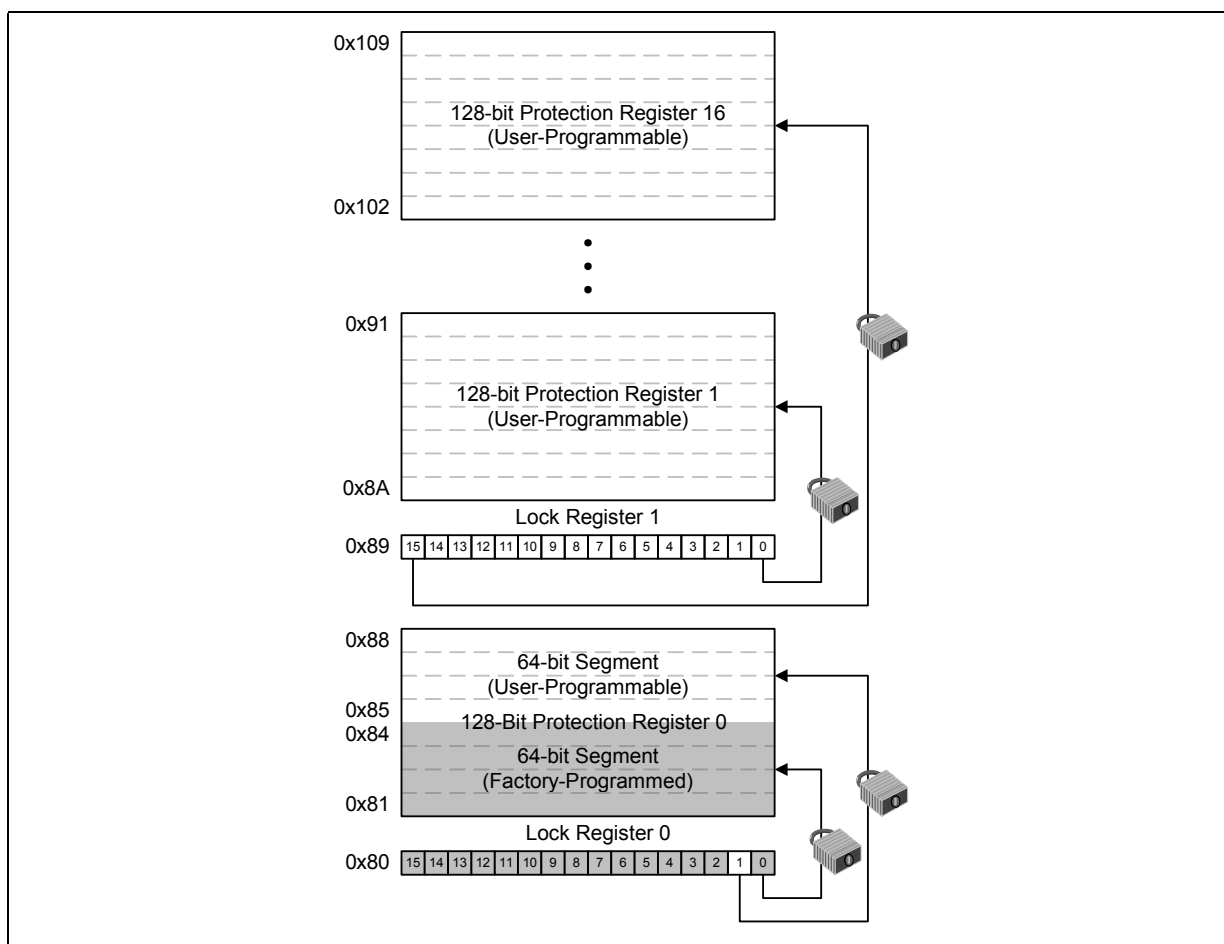 0x109
128-bit Protection Register 16
(User-Programmable)
0x102
0x91
128-bit Protection Register 1
(User-Programmable)
0x8A
Lock Register 1
0x89 15 14 13 12 11 10 9 8 7 6 5 4 3 2 1 0
0x88
64-bit Segment
(User-Programmable)
0x85
128-Bit Protection Register 0
0x84
64-bit Segment
(Factory-Programmed)
0x81
Lock Register 0
0x80 15 14 13 12 11 10 9 8 7 6 5 4 3 2 1 0